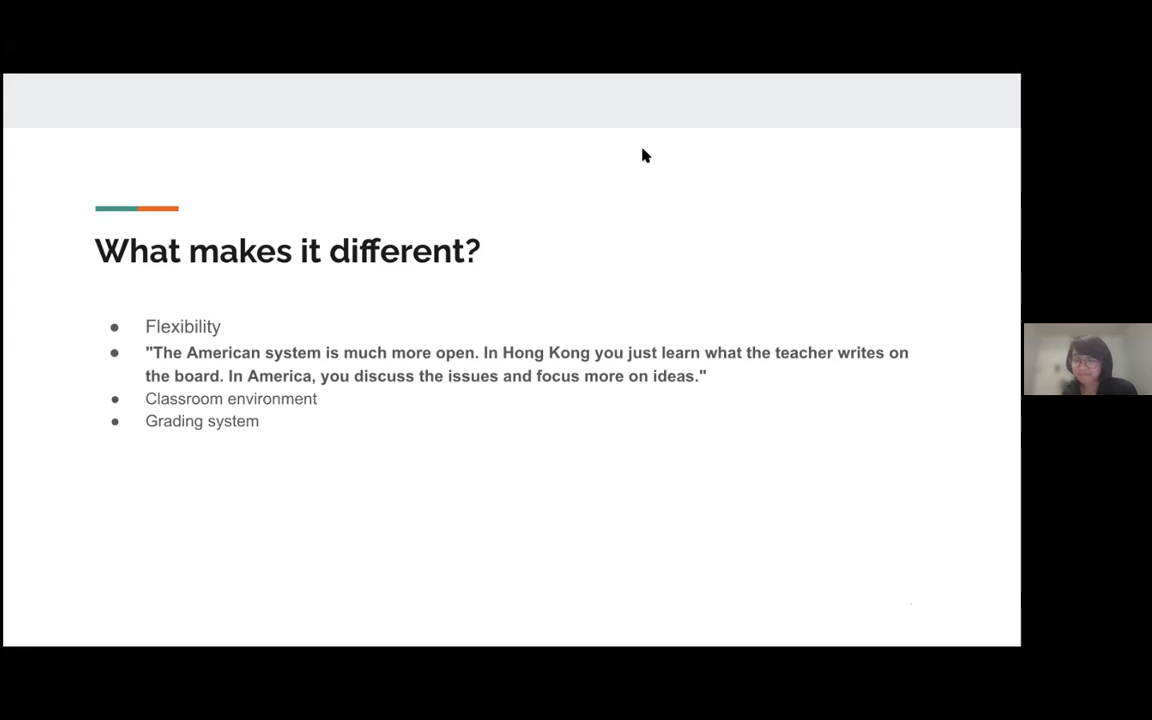 What makes it different?
● Flexibility
● "The American system is much more open. In Hong Kong you just learn what the teacher writes on
the board. In America, you discuss the issues and focus more on ideas."
● Classroom environment
● Grading system